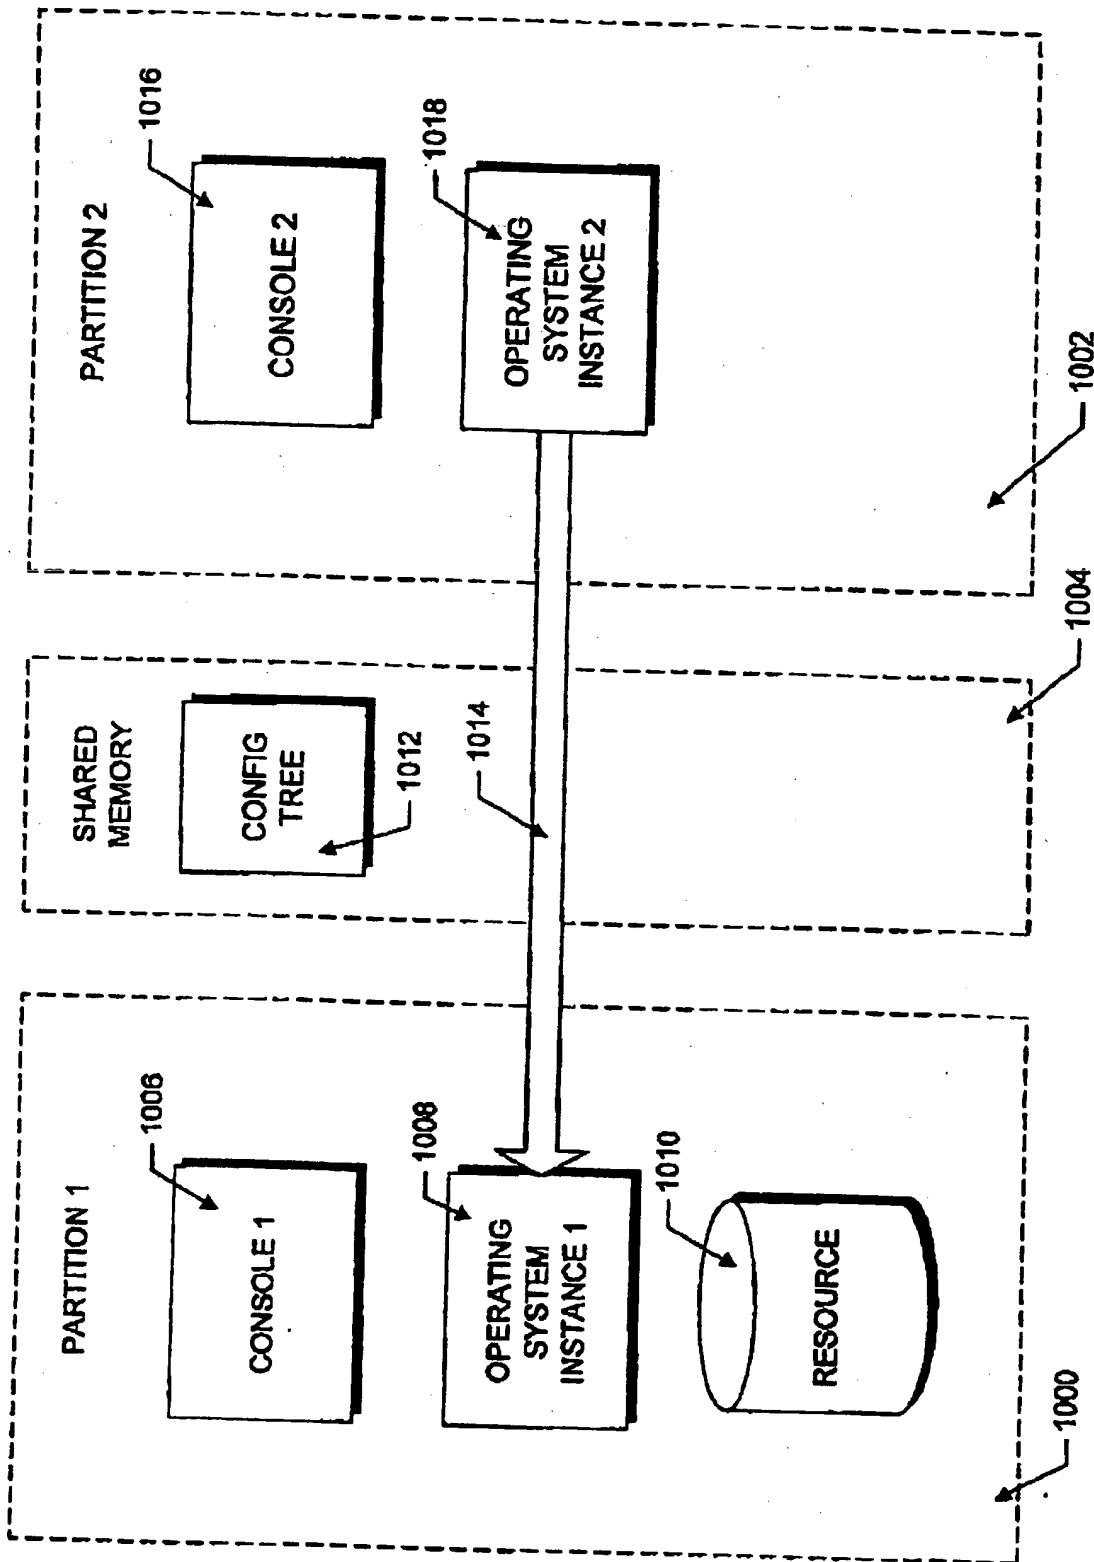 PARTITION 1
1006
CONSOLE 1
1008
OPERATING
SYSTEM
INSTANCE 1
1010
RESOURCE
1000
SHARED
MEMORY
CONFIG
TREE
1012
1014
1004
PARTITION 2
1016
CONSOLE 2
1018
OPERATING
SYSTEM
INSTANCE 2
1002